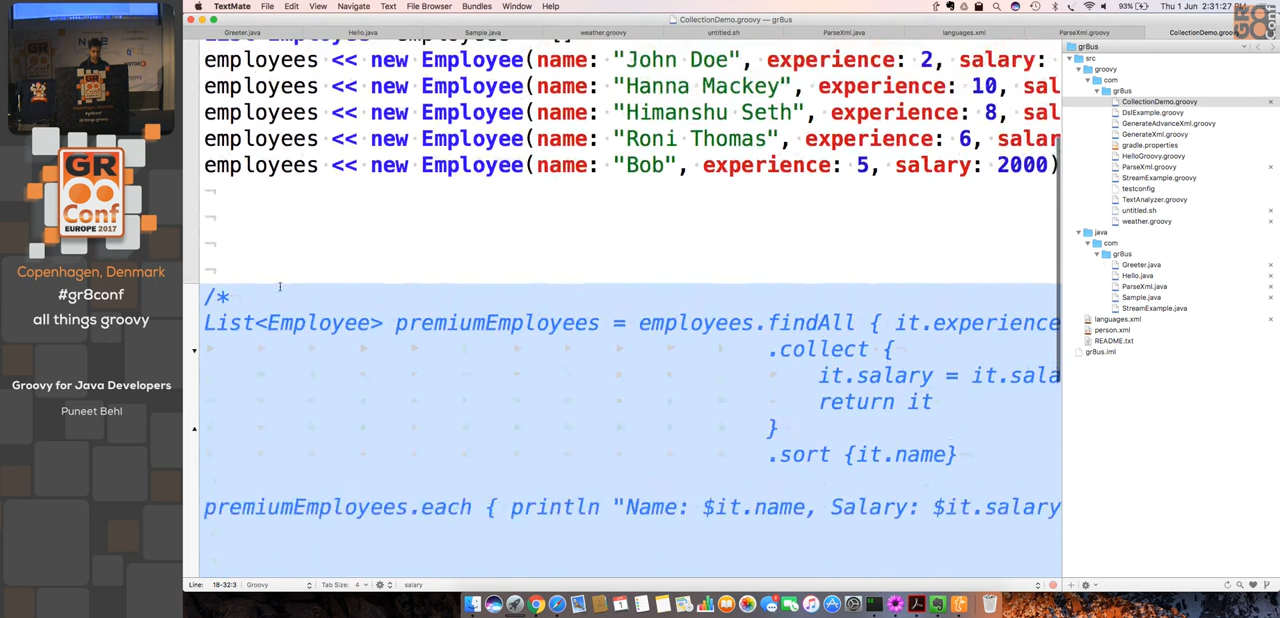 TextMate File Edit View Navigate Text File Browser Bundles Window Help
93% Thu 1 Jun 2:31:27
CollectionDemo.groovy — gr8us
Greeter.java Hello.java Sample.java weather.groovy untitled.sh ParseXml.java languages.xml ParseXml.groovy CollectionDemo.groovy
employees << new Employee(name: "John Doe", experience: 2, salary:
employees << new Employee(name: "Hanna Mackey", experience: 10, sal
employees << new Employee(name: "Himanshu Seth", experience: 8, sal
employees << new Employee(name: "Roni Thomas", experience: 6, salar
employees << new Employee(name: "Bob", experience: 5, salary: 2000)
/*
List<Employee> premiumEmployees = employees.findAll { it.experience
.collect {
it.salary = it.sala
return it
}
.sort {it.name}
premiumEmployees.each { println "Name: $it.name, Salary: $it.salary
Line: 18-32:3 Groovy Tab Size: 4 salary
gr8us
src
groovy
com
gr8us
CollectionDemo.groovy
DslExample.groovy
GenerateAdvanceXml.groovy
GenerateXml.groovy
gradle.properties
HelloGroovy.groovy
ParseXml.groovy
StreamExample.groovy
testconfig
TextAnalyzer.groovy
untitled.sh
weather.groovy
java
com
gr8us
Greeter.java
Hello.java
ParseXml.java
Sample.java
StreamExample.java
languages.xml
person.xml
README.txt
gr8us.iml
GR
Conf
EUROPE 2017
Copenhagen, Denmark
#gr8conf
all things groovy
Groovy for Java Developers
Puneet Behl